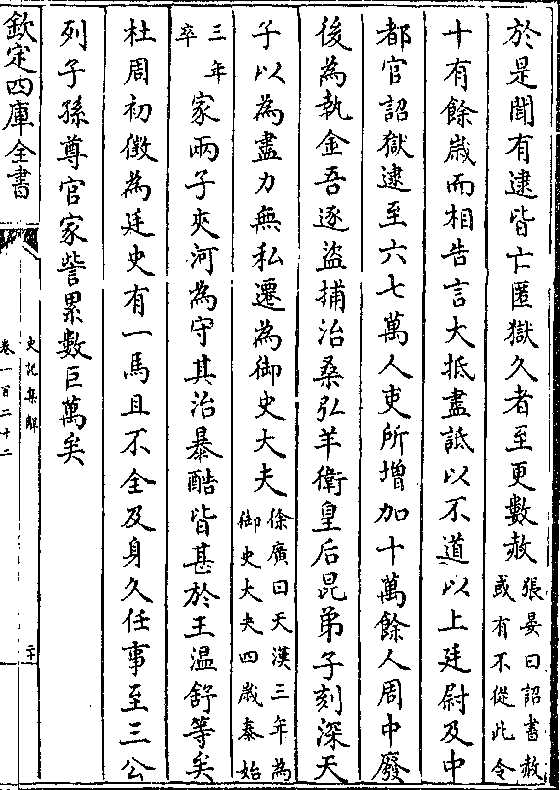 於是聞有逮皆亡匿獄久者至更數赦張晏曰詔書赦或有不從此令
十有餘歲而相告言大抵盡詆以不道以上廷尉及中
都官詔獄逮至六七萬人吏所增加十萬餘人周中廢
後為執金吾逐盜捕治桑弘羊衛皇后昆弟子刻深天
子以為盡力無私遷為御史大夫徐廣曰天漢三年為御史大夫四歲泰始
三年卒家兩子夾河為守其治暴酷皆甚於王溫舒等矣
杜周初徵為廷史有一馬且不全及身久任事至三公
列子孫尊官家訾累數巨萬矣
欽定四庫全書
史記集解
卷一百二十二
二十